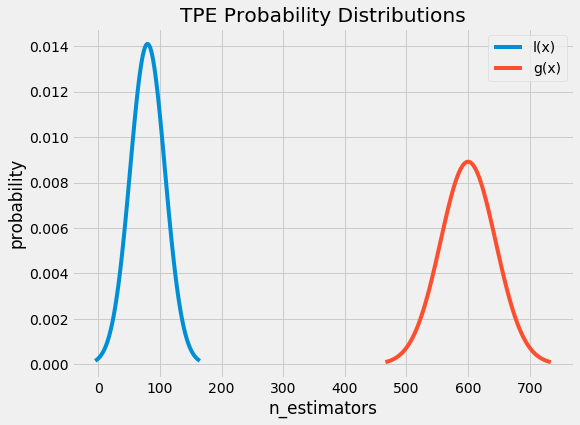 TPE Probability Distributions
l(x)
g(x)
probability
0.014
0.012
0.010
0.008
0.006
0.004
0.002
0.000
0 100 200 300 400 500 600 700
n_estimators